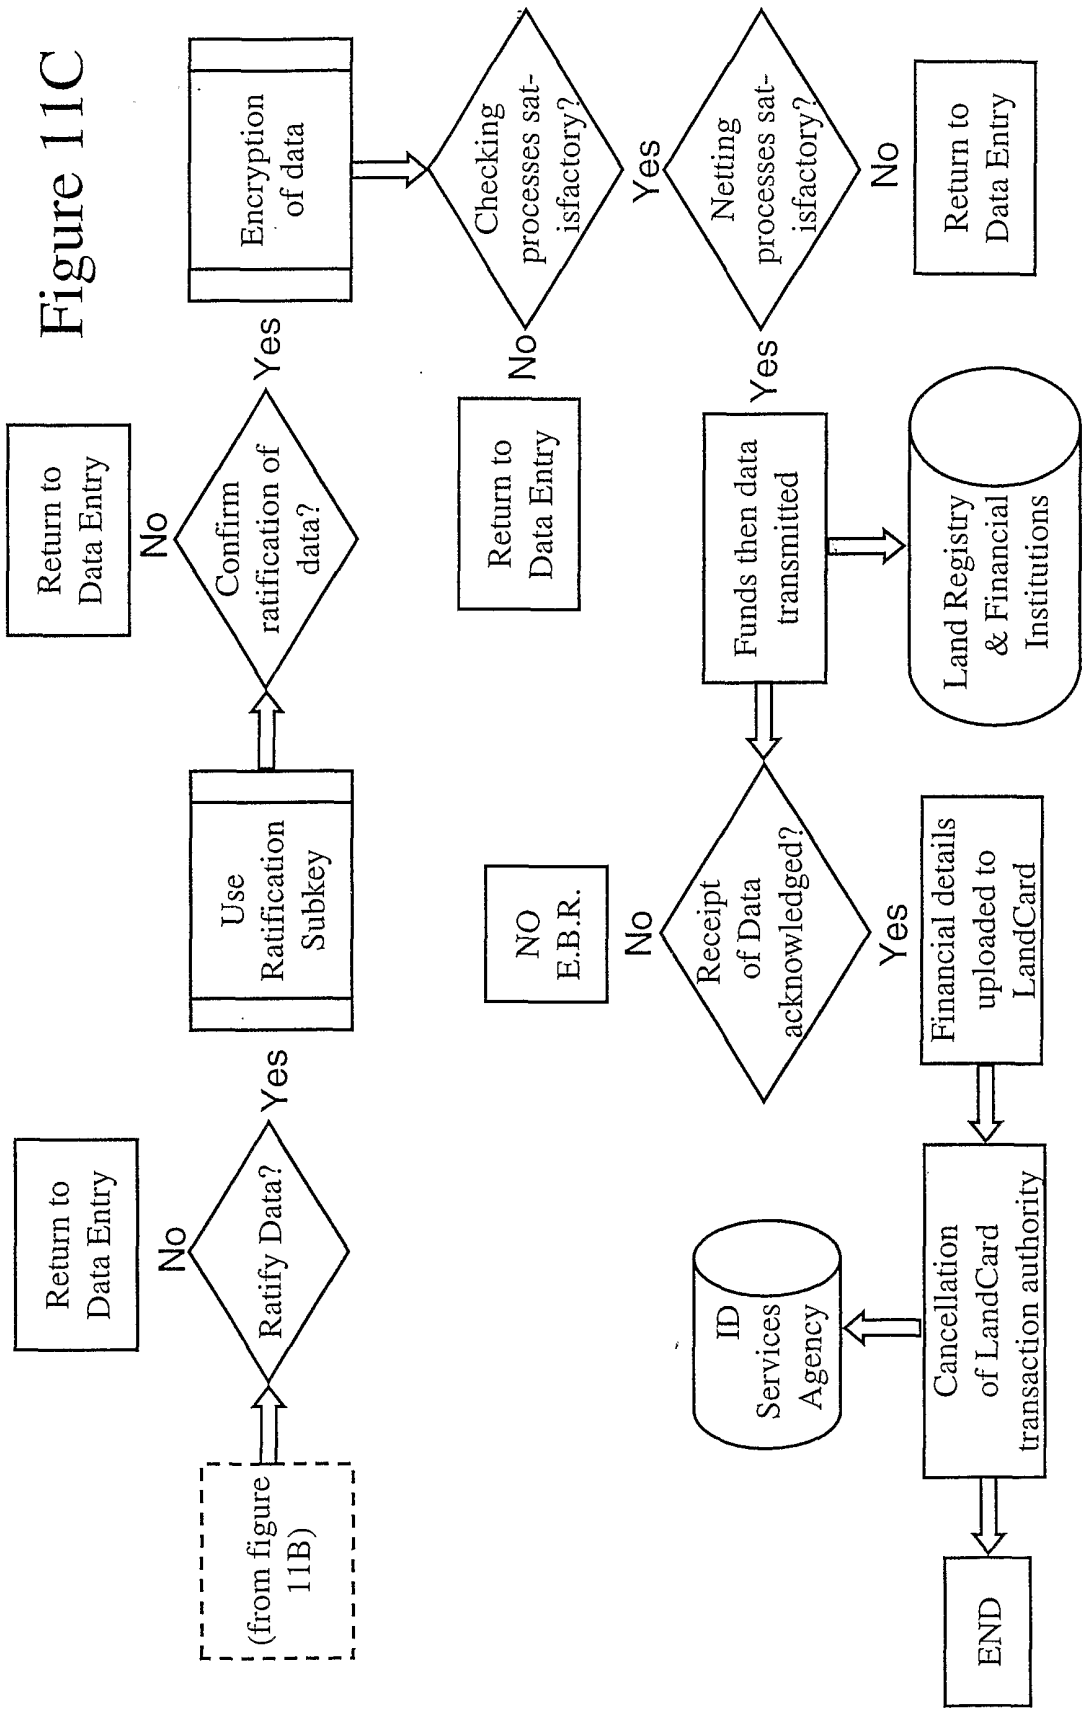 Figure 11C
(from figure
11B)
Ratify Data?
No
Return to
Data Entry
Yes
Use
Ratification
Subkey
Confirm
ratification of
data?
No
Return to
Data Entry
Yes
Encryption
of data
Checking
processes sat-
isfactory?
No
Return to
Data Entry
Yes
Netting
processes sat-
isfactory?
No
Return to
Data Entry
Yes
Funds then data
transmitted
Land Registry
& Financial
Institutions
Receipt
of Data
acknowledged?
No
NO
E.B.R.
Yes
Financial details
uploaded to
LandCard
Cancellation
of LandCard
transaction authority
ID
Services
Agency
END